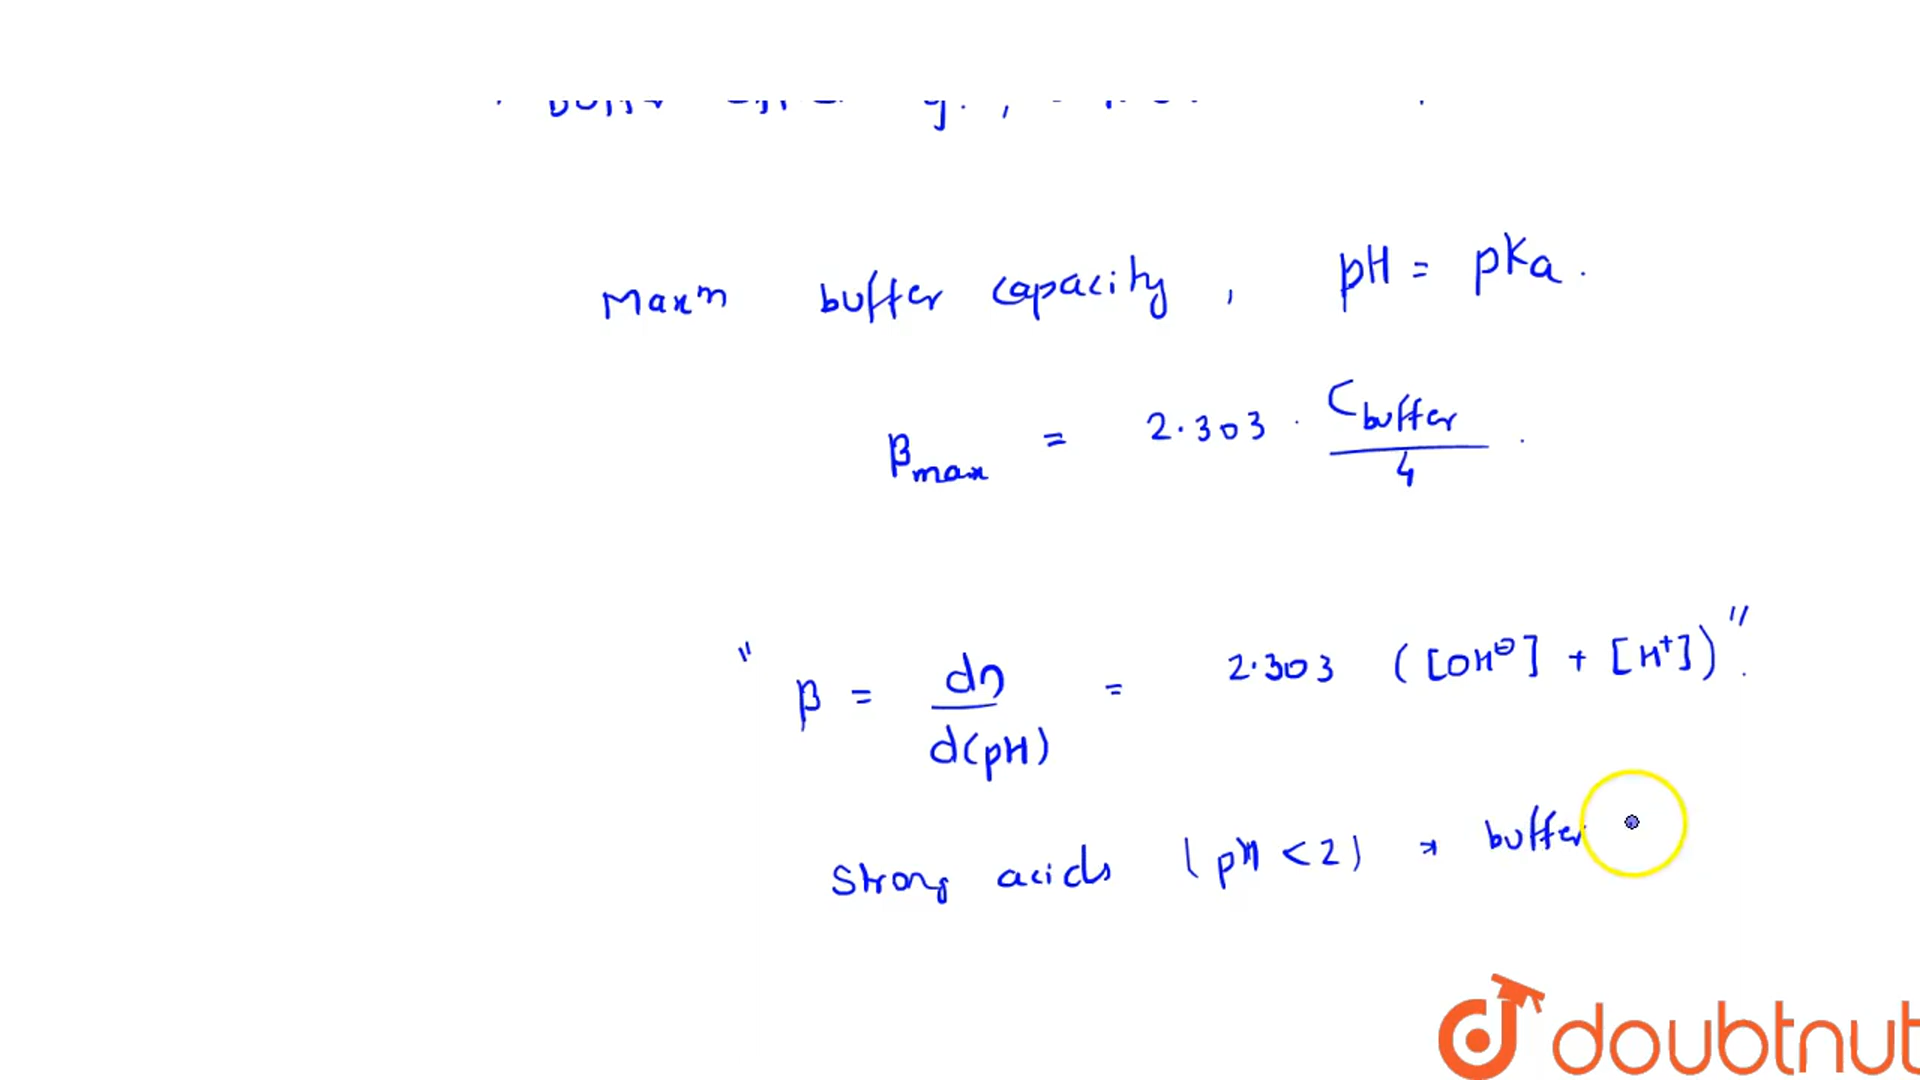 Maxm buffer capacity, pH = pKa.
βmax = 2.303 . Cbuffer / 4 .
" β = dn / d(pH) = 2.303 ([OH⊖] + [H+]) ".
Strong acids (pH < 2) → buffer
doubtnut